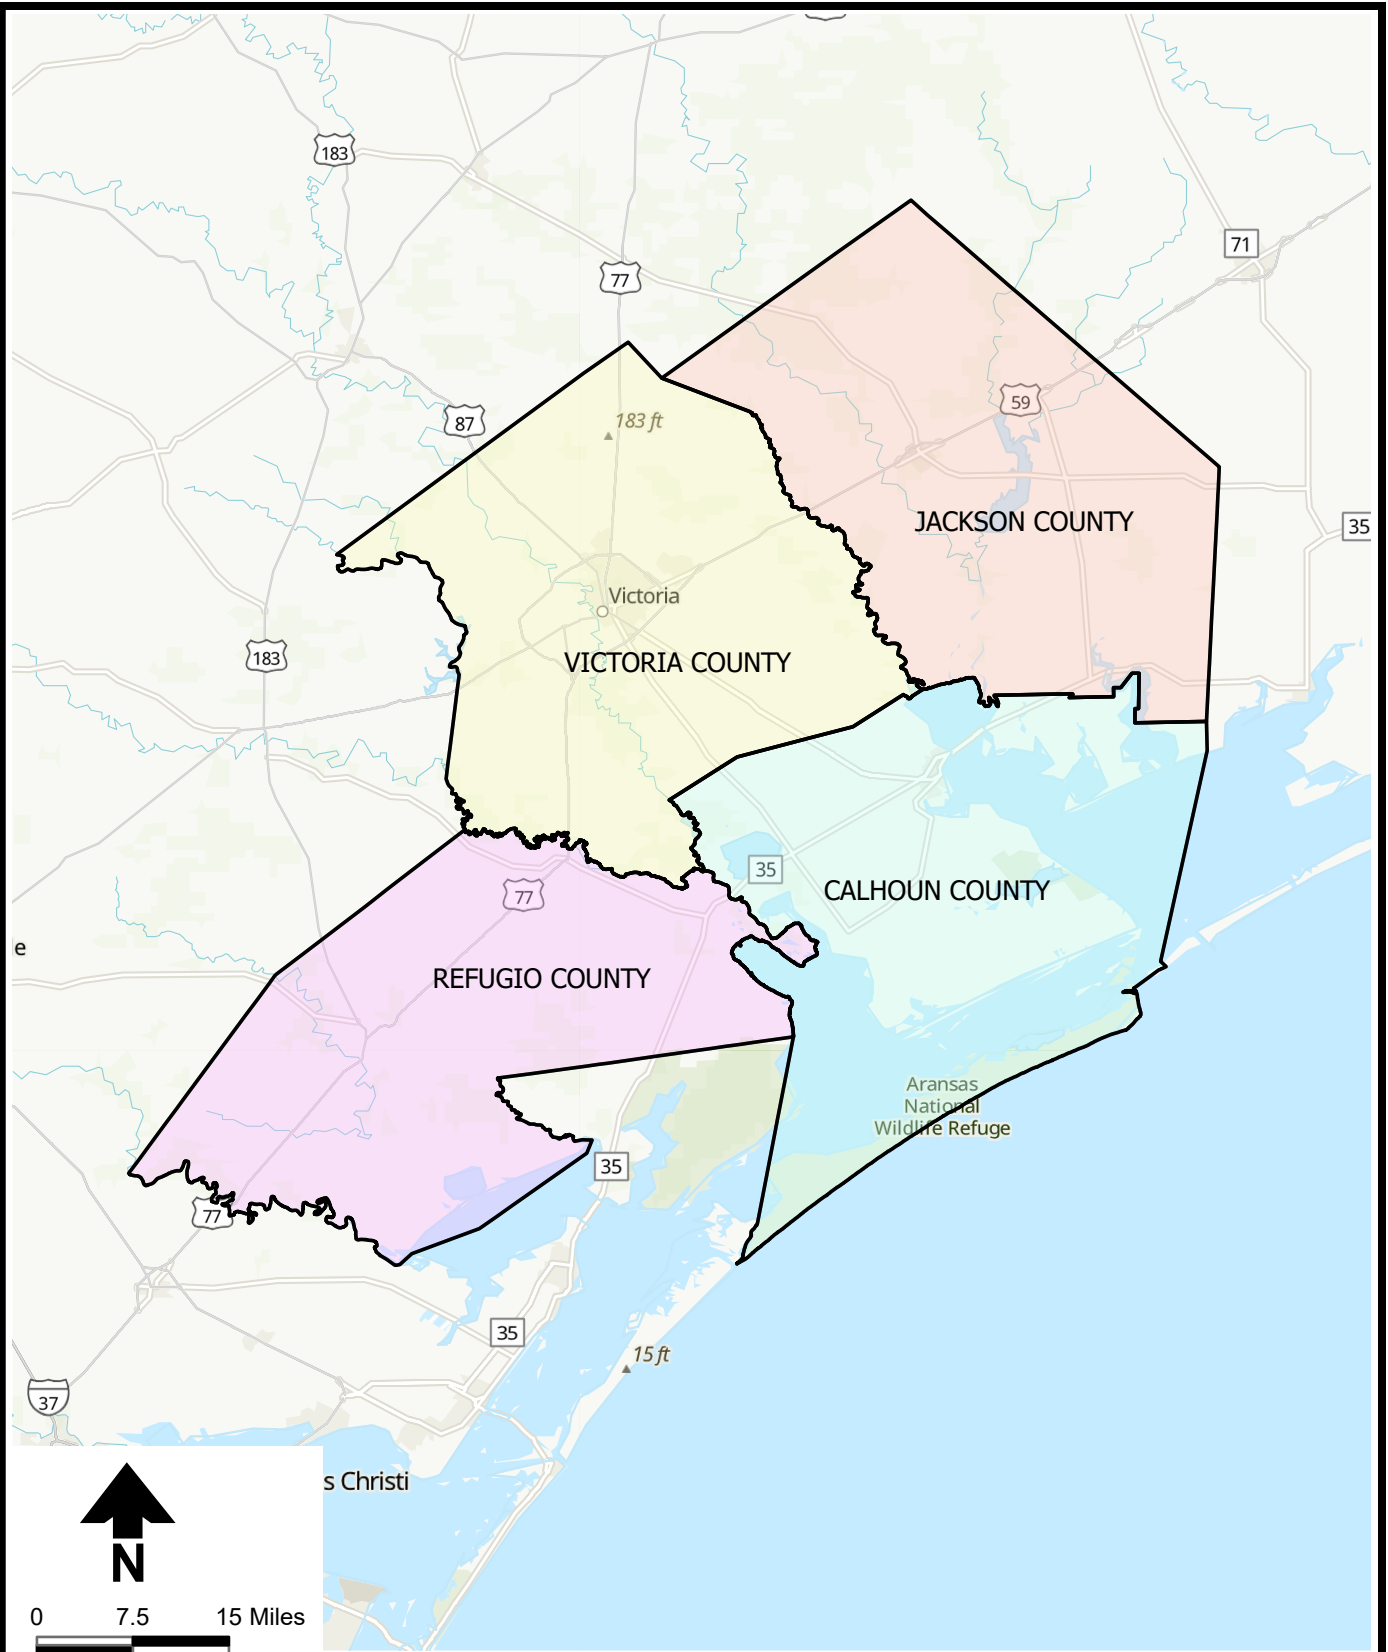 183
77
71
87
183 ft
59
JACKSON COUNTY
35
Victoria
183
VICTORIA COUNTY
35
CALHOUN COUNTY
77
e
REFUGIO COUNTY
Aransas
National
Wildlife Refuge
35
77
35
15 ft
37
s Christi
N
0 7.5 15 Miles